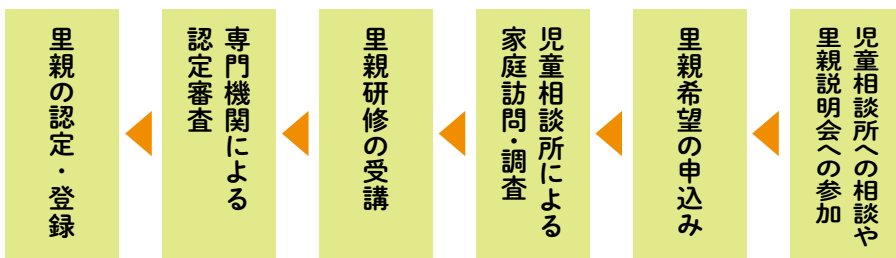 児童相談所への相談や
里親説明会への参加
里親希望の申込み
児童相談所による
家庭訪問・調査
里親研修の受講
専門機関による
認定審査
里親の認定・登録